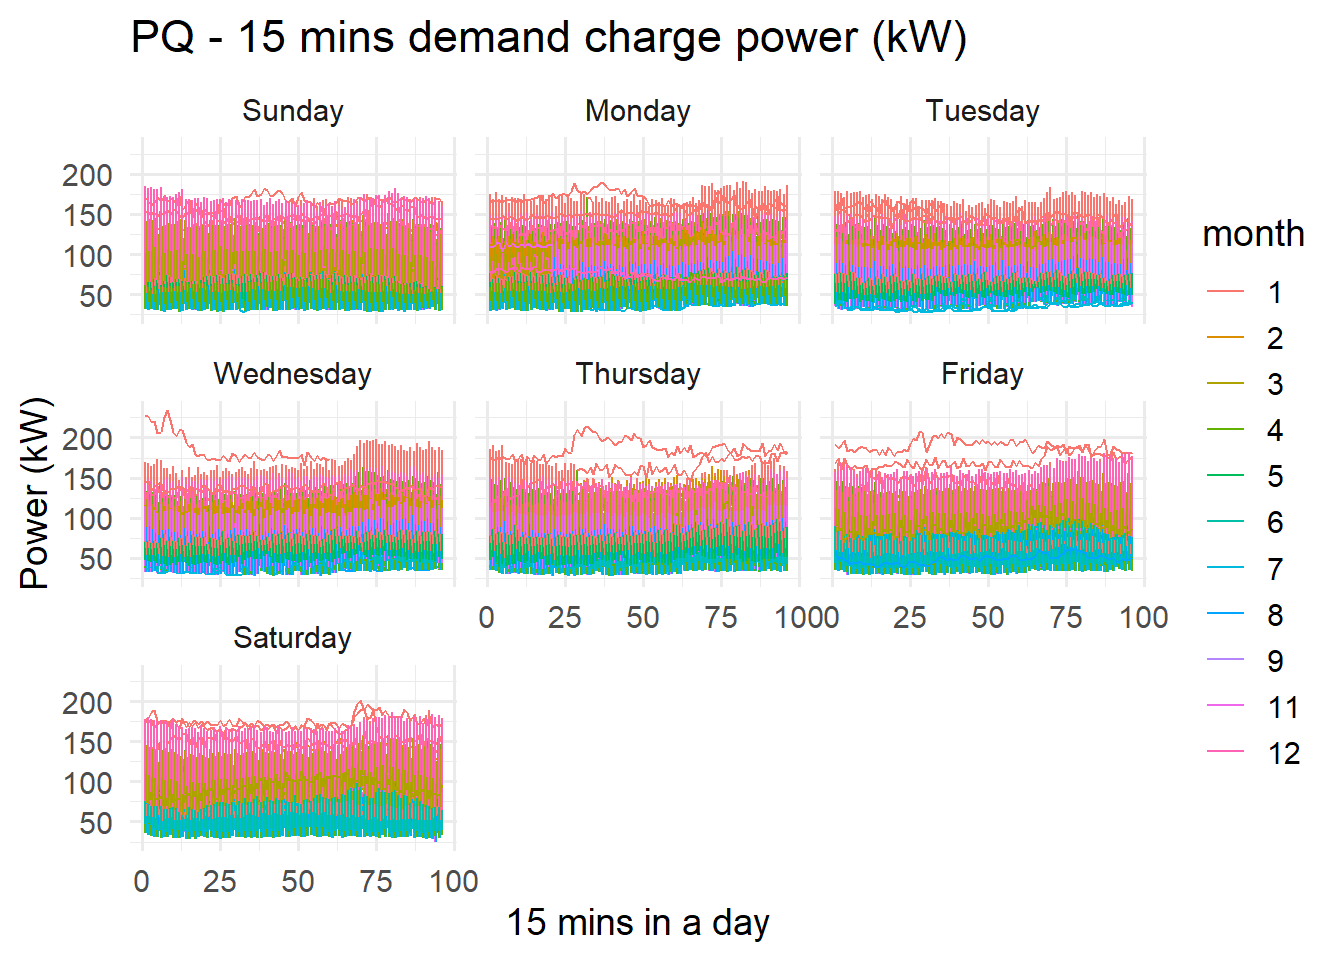 PQ - 15 mins demand charge power (kW)
Sunday
Monday
Tuesday
200
150
100
50
Wednesday
Thursday
Friday
200
150
100
50
0 25 50 75 100
0 25 50 75 100
Saturday
200
150
100
50
0 25 50 75 100
Power (kW)
15 mins in a day
month
1
2
3
4
5
6
7
8
9
11
12